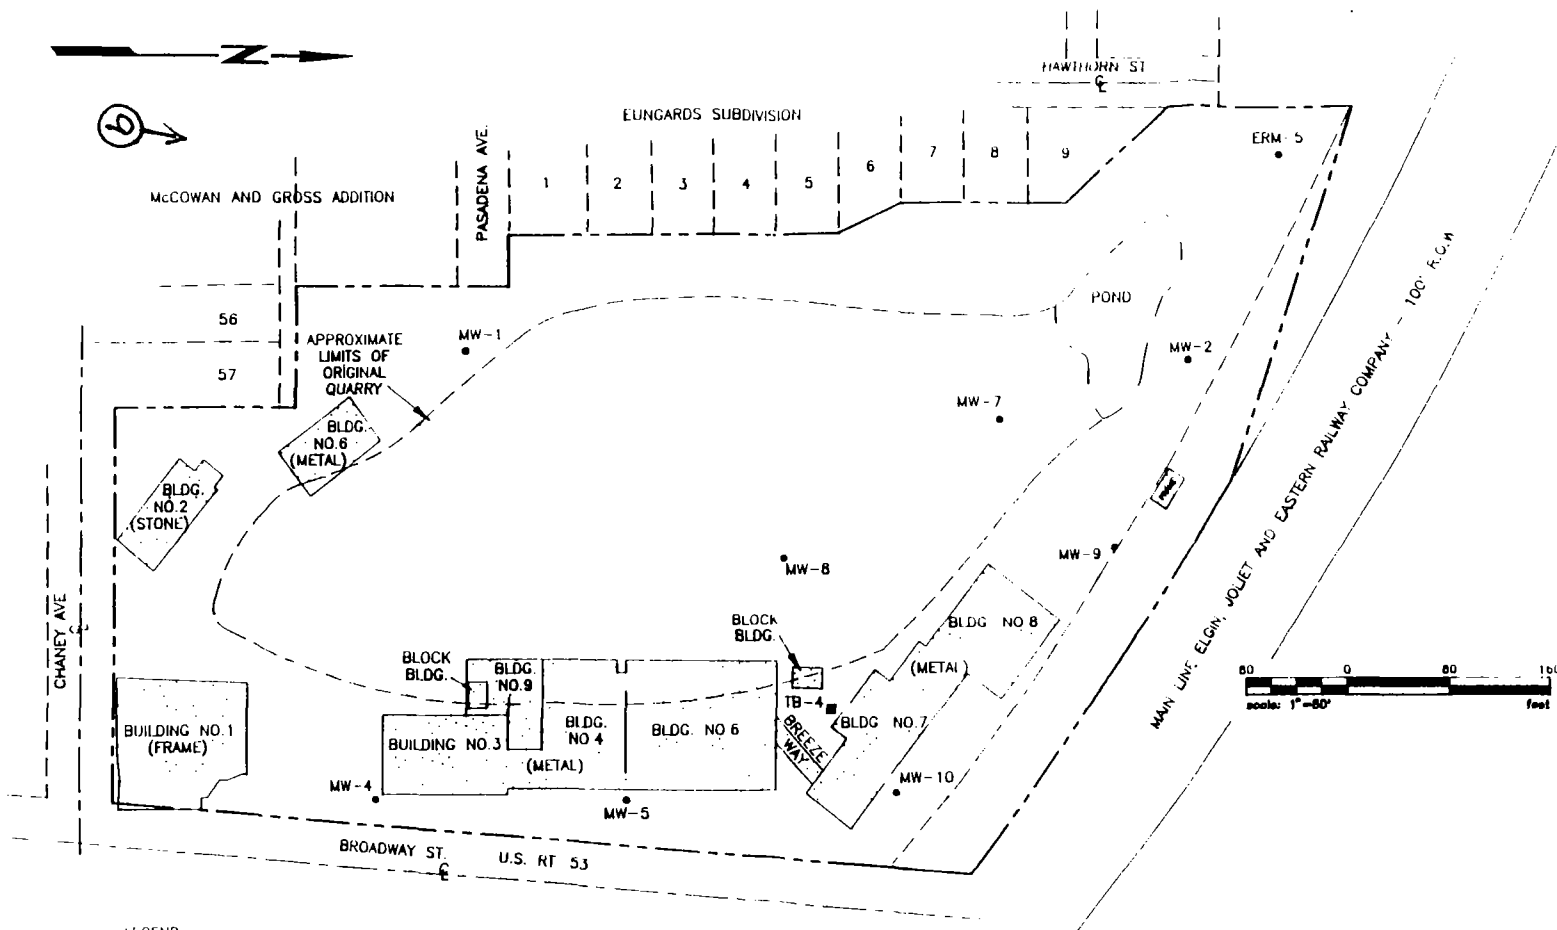 N
6
HAWTHORN ST
EUNGARDS SUBDIVISION
McCOWAN AND GROSS ADDITION
PASADENA AVE.
1
2
3
4
5
6
7
8
9
ERM-5
POND
56
57
APPROXIMATE
LIMITS OF
ORIGINAL
QUARRY
MW-1
MW-2
MW-7
BLDG.
NO.6
(METAL)
BLDG.
NO.2
(STONE)
MW-9
MW-8
CHANEY AVE
BLOCK
BLDG.
BLOCK
BLDG.
BLDG.
NO.9
BLDG NO 8
(METAL)
TB-4
BREEZE
WAY
BLDG NO.7
BUILDING NO.1
(FRAME)
BUILDING NO.3
BLDG.
NO 4
(METAL)
BLDG. NO 6
MW-10
MW-4
MW-5
BROADWAY ST.
U.S. RT 53
MAIN LINE, ELGIN, JOLIET AND EASTERN RAILWAY COMPANY - 100' R.O.W
80 0 80 160
scale: 1"=80' feet